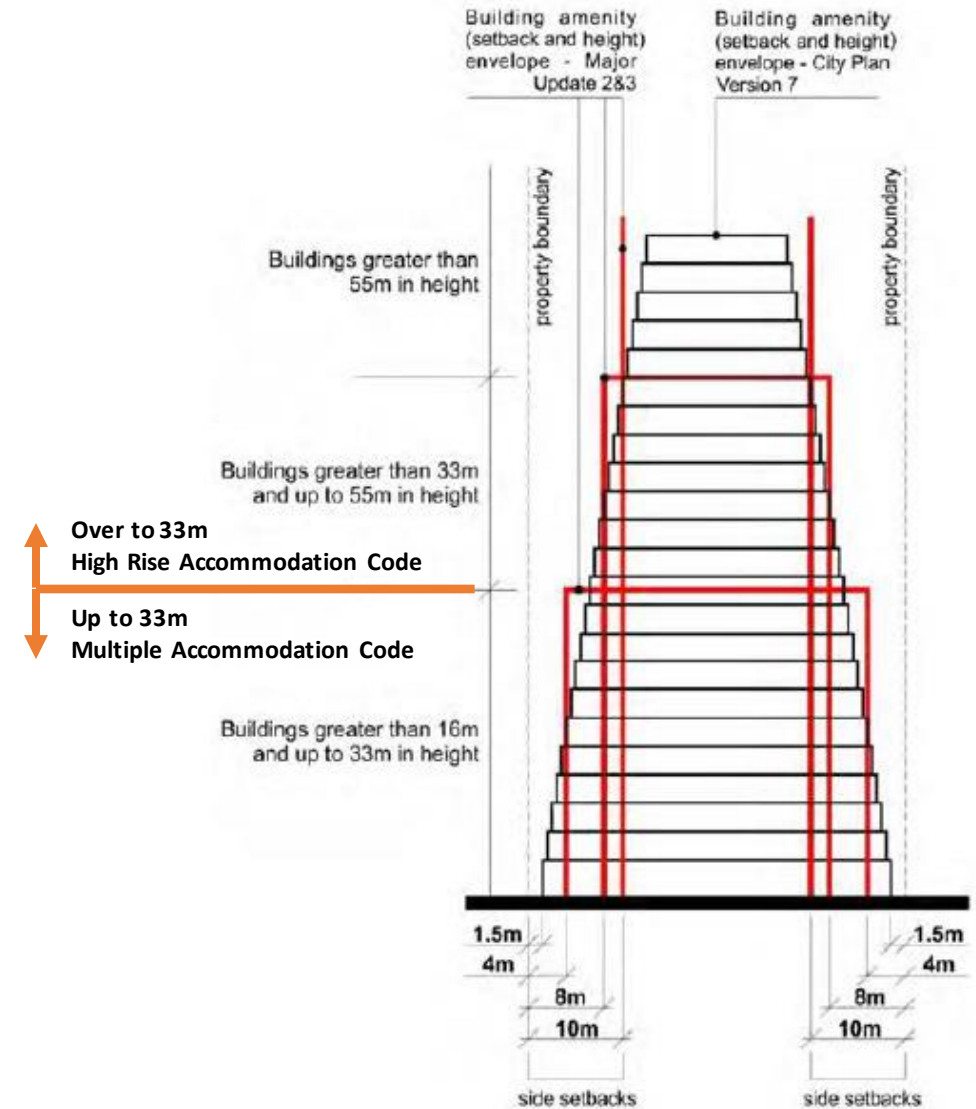 Building amenity
(setback and height)
envelope - Major
Update 2&3
Building amenity
(setback and height)
envelope - City Plan
Version 7
property boundary
property boundary
Buildings greater than
55m in height
Buildings greater than 33m
and up to 55m in height
Over to 33m
High Rise Accommodation Code
Up to 33m
Multiple Accommodation Code
Buildings greater than 16m
and up to 33m in height
1.5m
1.5m
4m
4m
8m
8m
10m
10m
side setbacks
side setbacks